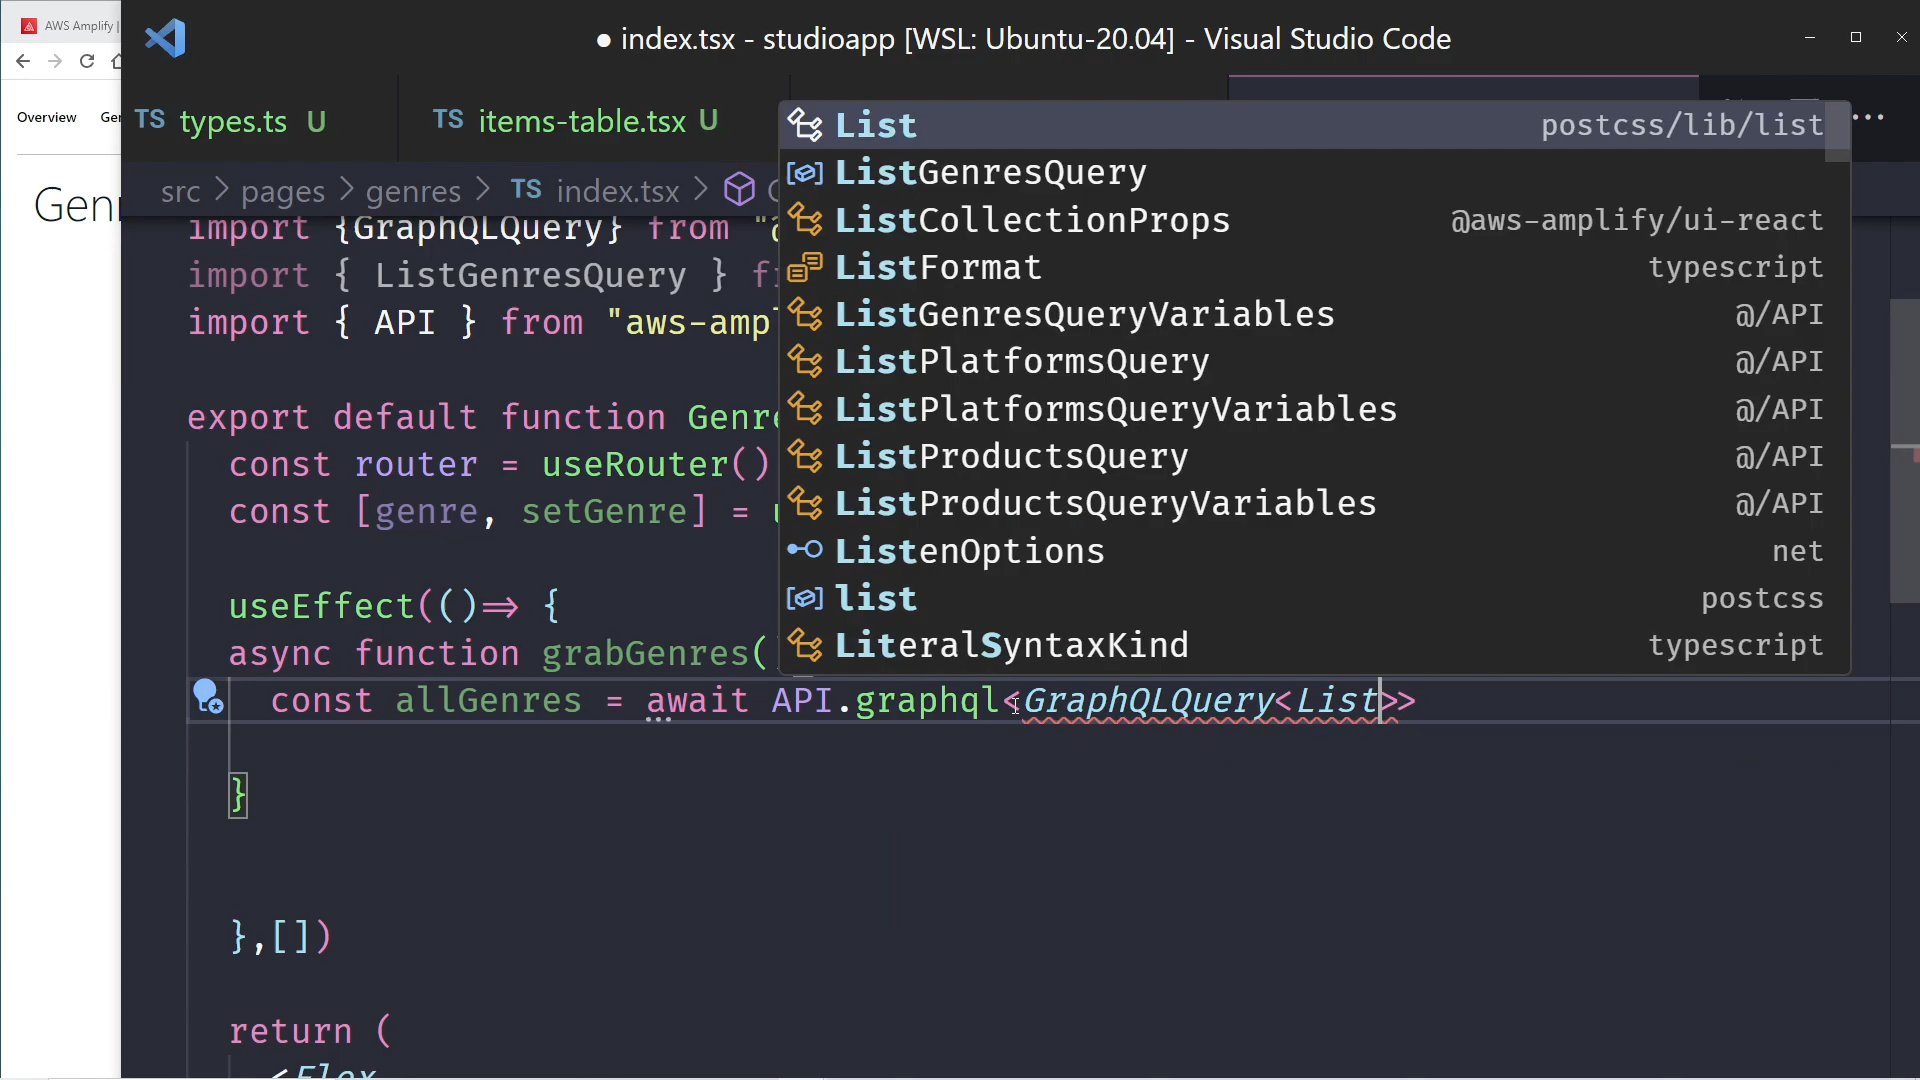 AWS Amplify |
● index.tsx - studioapp [WSL: Ubuntu-20.04] - Visual Studio Code
Overview
TS types.ts U
TS items-table.tsx U
src > pages > genres > TS index.tsx >
import {GraphQLQuery} from "
import { ListGenresQuery }
import { API } from "aws-amp
export default function Genr
const router = useRouter()
const [genre, setGenre] =
useEffect(()=> {
async function grabGenres(
const allGenres = await API.graphql<GraphQLQuery<List>>
}
},[])
return (
<Flex
List postcss/lib/list
ListGenresQuery
ListCollectionProps @aws-amplify/ui-react
ListFormat typescript
ListGenresQueryVariables @/API
ListPlatformsQuery @/API
ListPlatformsQueryVariables @/API
ListProductsQuery @/API
ListProductsQueryVariables @/API
ListenOptions net
list postcss
LiteralSyntaxKind typescript